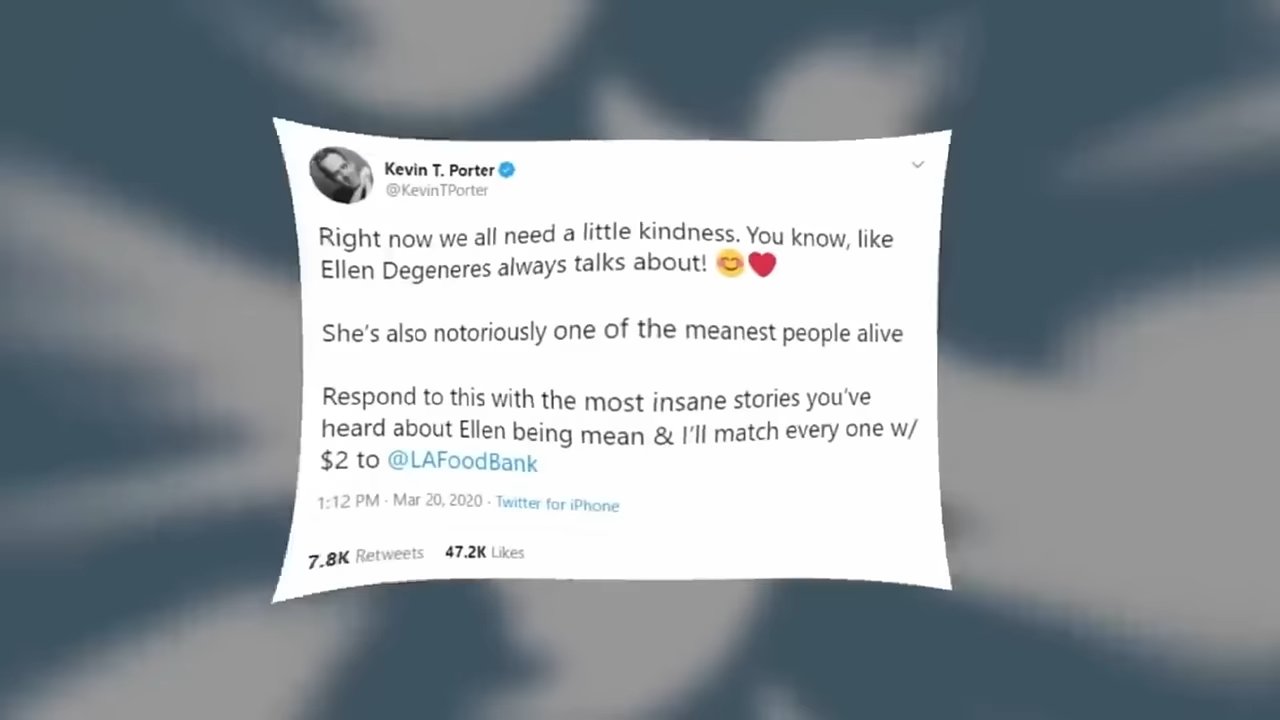 Kevin T. Porter
@KevinTPorter
Right now we all need a little kindness. You know, like
Ellen Degeneres always talks about! 😊❤️
She's also notoriously one of the meanest people alive
Respond to this with the most insane stories you've
heard about Ellen being mean & I'll match every one w/
$2 to @LAFoodBank
1:12 PM · Mar 20, 2020 · Twitter for iPhone
7.8K Retweets 47.2K Likes